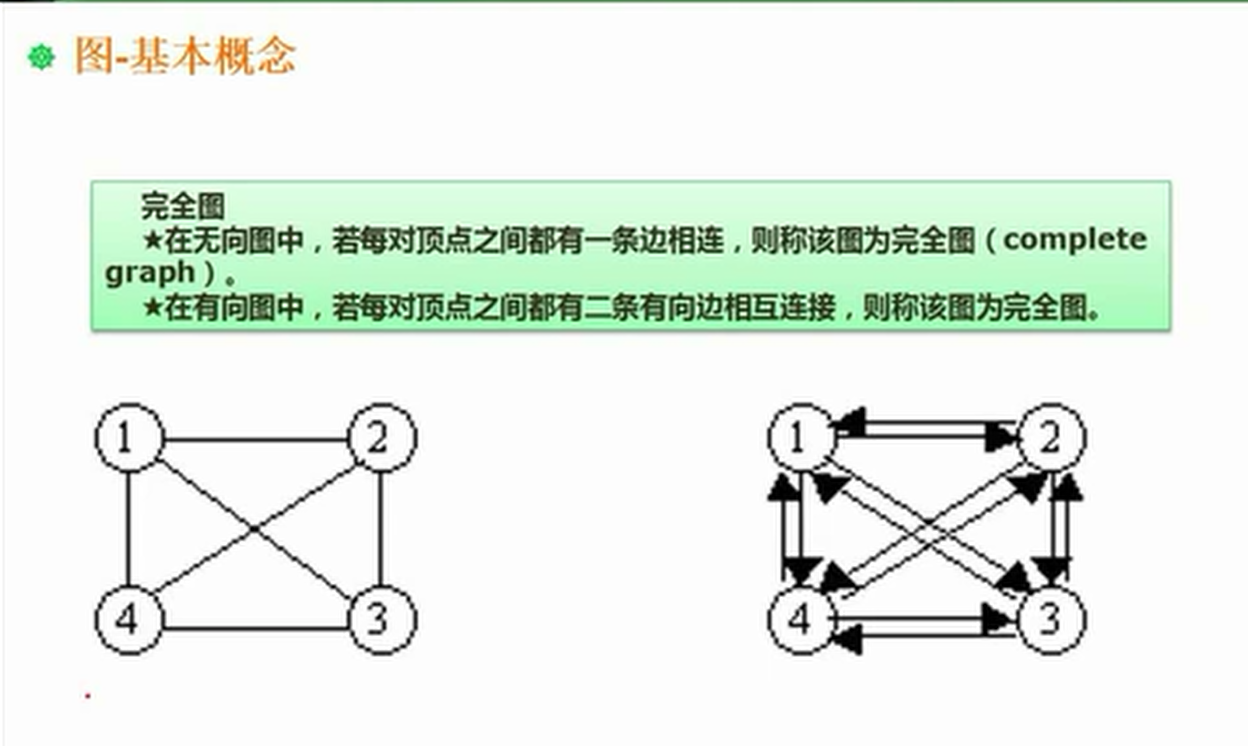 图-基本概念
完全图
★在无向图中，若每对顶点之间都有一条边相连，则称该图为完全图（complete
graph）。
★在有向图中，若每对顶点之间都有二条有向边相互连接，则称该图为完全图。
1 2 1 2
4 3 4 3